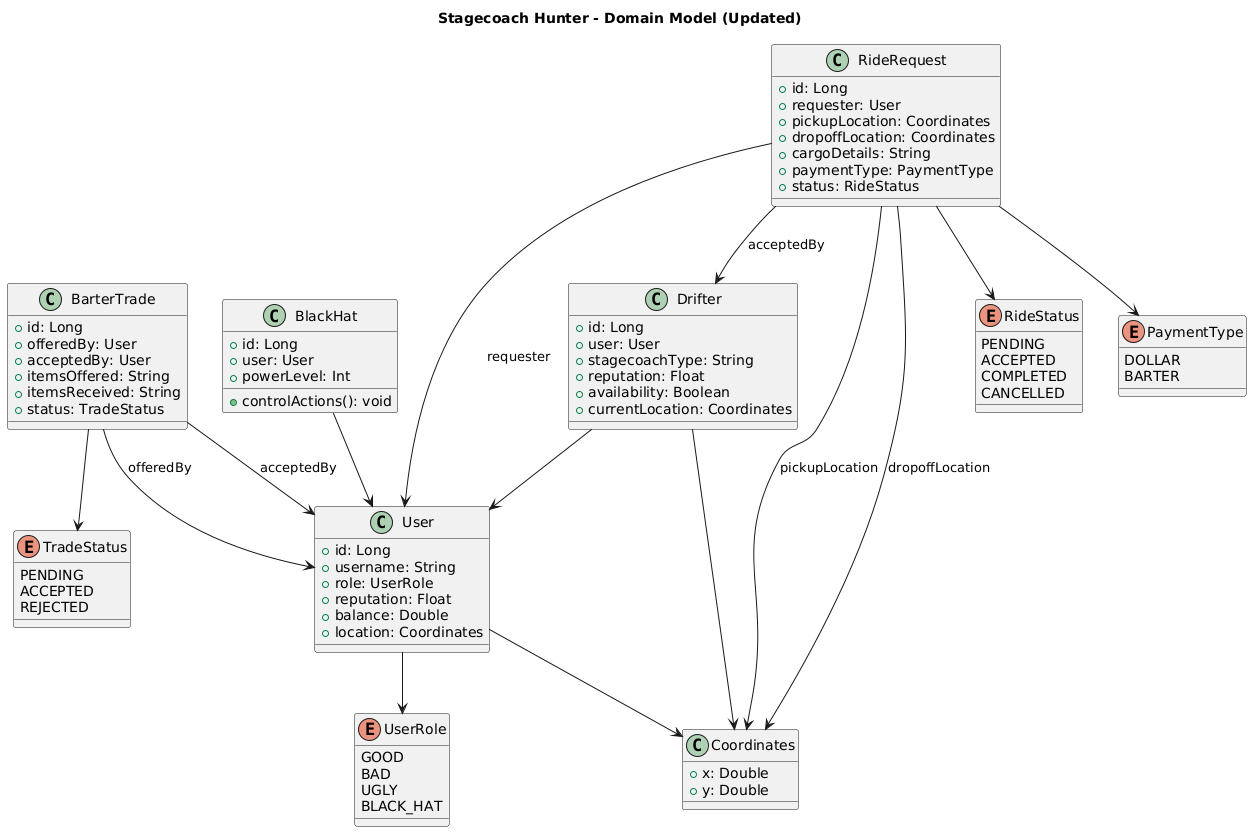 Stagecoach Hunter - Domain Model (Updated)
C RideRequest
id: Long
requester: User
pickupLocation: Coordinates
dropoffLocation: Coordinates
cargoDetails: String
paymentType: PaymentType
status: RideStatus
acceptedBy
C BarterTrade
id: Long
offeredBy: User
acceptedBy: User
itemsOffered: String
itemsReceived: String
status: TradeStatus
C BlackHat
id: Long
user: User
powerLevel: Int
controlActions(): void
requester
C Drifter
id: Long
user: User
stagecoachType: String
reputation: Float
availability: Boolean
currentLocation: Coordinates
E RideStatus
PENDING
ACCEPTED
COMPLETED
CANCELLED
E PaymentType
DOLLAR
BARTER
offeredBy
acceptedBy
pickupLocation
dropoffLocation
E TradeStatus
PENDING
ACCEPTED
REJECTED
C User
id: Long
username: String
role: UserRole
reputation: Float
balance: Double
location: Coordinates
E UserRole
GOOD
BAD
UGLY
BLACK_HAT
C Coordinates
x: Double
y: Double